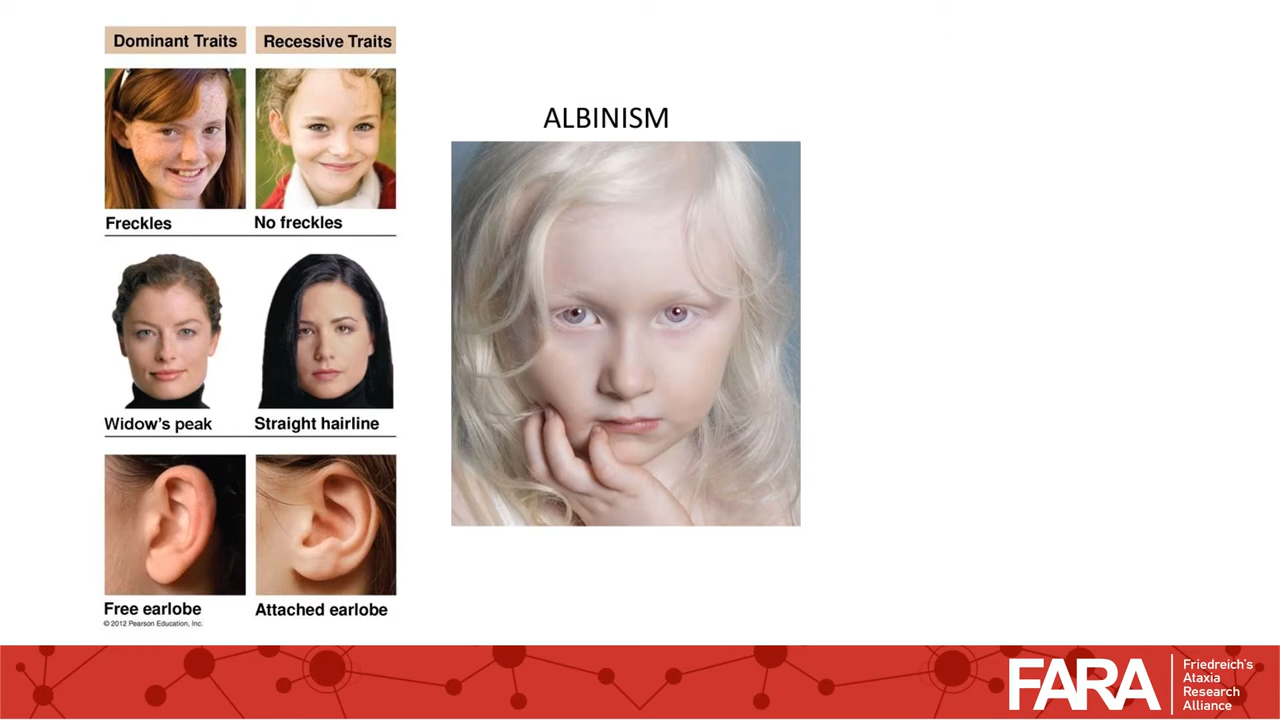 Dominant Traits
Recessive Traits
Freckles
No freckles
Widow's peak
Straight hairline
Free earlobe
Attached earlobe
© 2012 Pearson Education, Inc.
ALBINISM
FARA
Friedreich's
Ataxia
Research
Alliance